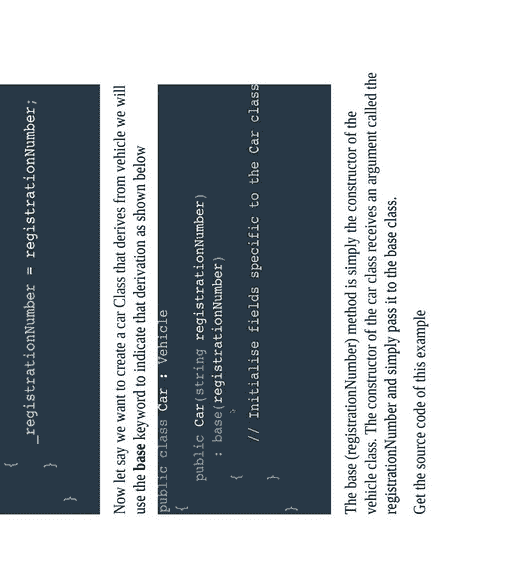 {
_registrationNumber = registrationNumber;
}
}
Now let say we want to create a car Class that derives from vehicle we will
use the base keyword to indicate that derivation as shown below
public class Car : Vehicle
{
public Car(string registrationNumber)
: base(registrationNumber)
{
// Initialise fields specific to the Car class
}
}
The base (registrationNumber) method is simply the constructor of the
vehicle class. The constructor of the car class receives an argument called the
registrationNumber and simply pass it to the base class.
Get the source code of this example